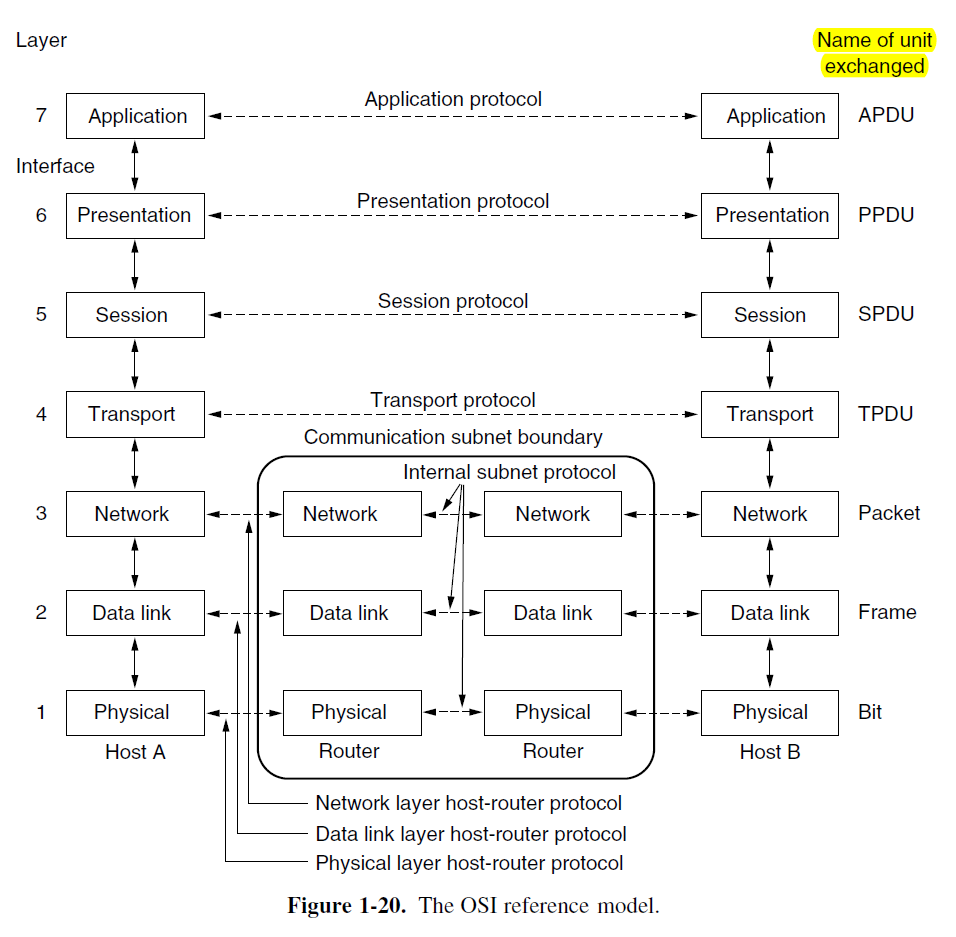 Layer
Name of unit
exchanged
Application protocol
7 Application Application APDU
Interface
Presentation protocol
6 Presentation Presentation PPDU
Session protocol
5 Session Session SPDU
Transport protocol
4 Transport Transport TPDU
Communication subnet boundary
Internal subnet protocol
3 Network Network Network Network Packet
2 Data link Data link Data link Data link Frame
1 Physical Physical Physical Physical Bit
Host A Router Router Host B
Network layer host-router protocol
Data link layer host-router protocol
Physical layer host-router protocol
Figure 1-20. The OSI reference model.